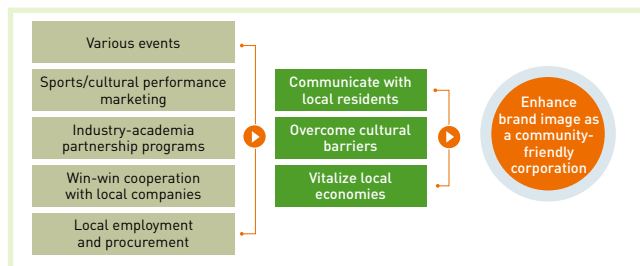 Various events
Sports/cultural performance
marketing
Industry-academia
partnership programs
Win-win cooperation
with local companies
Local employment
and procurement
Communicate with
local residents
Overcome cultural
barriers
Vitalize local
economies
Enhance
brand image as
a community-
friendly
corporation